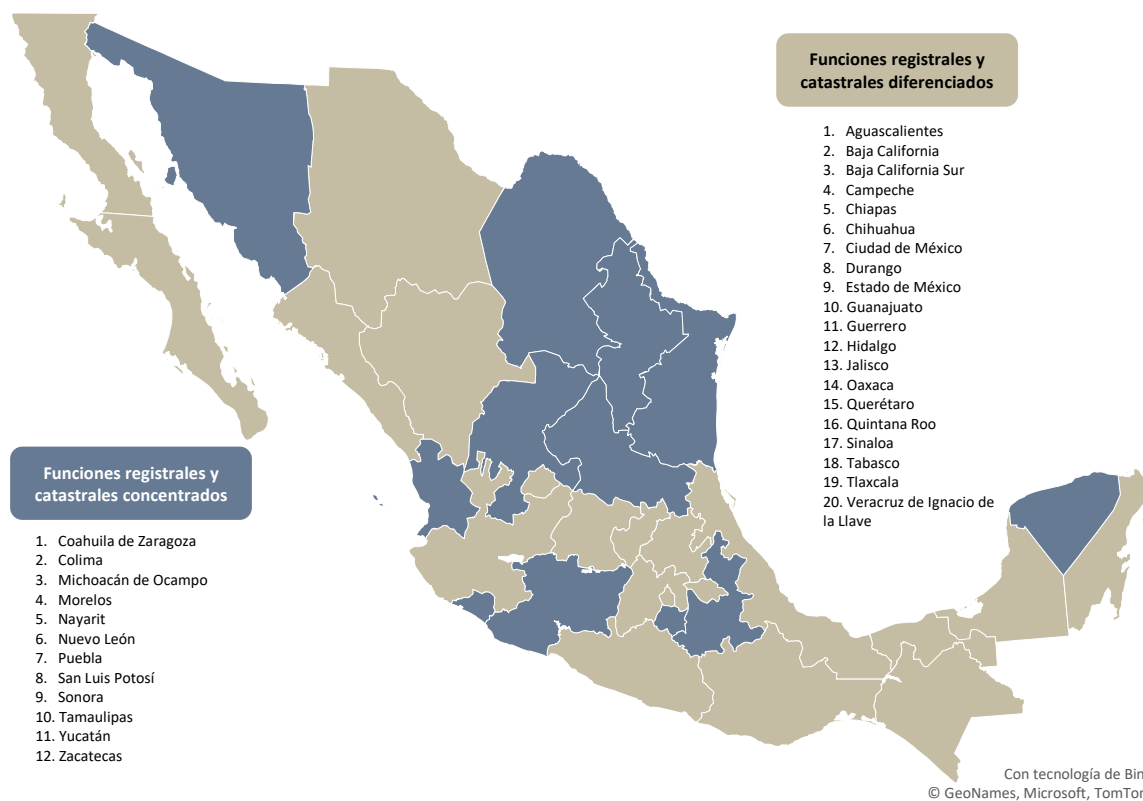 Funciones registrales y
catastrales diferenciados
1. Aguascalientes
2. Baja California
3. Baja California Sur
4. Campeche
5. Chiapas
6. Chihuahua
7. Ciudad de México
8. Durango
9. Estado de México
10. Guanajuato
11. Guerrero
12. Hidalgo
13. Jalisco
14. Oaxaca
15. Querétaro
16. Quintana Roo
17. Sinaloa
18. Tabasco
19. Tlaxcala
20. Veracruz de Ignacio de
la Llave
Funciones registrales y
catastrales concentrados
1. Coahuila de Zaragoza
2. Colima
3. Michoacán de Ocampo
4. Morelos
5. Nayarit
6. Nuevo León
7. Puebla
8. San Luis Potosí
9. Sonora
10. Tamaulipas
11. Yucatán
12. Zacatecas
Con tecnología de Bin
© GeoNames, Microsoft, TomTom